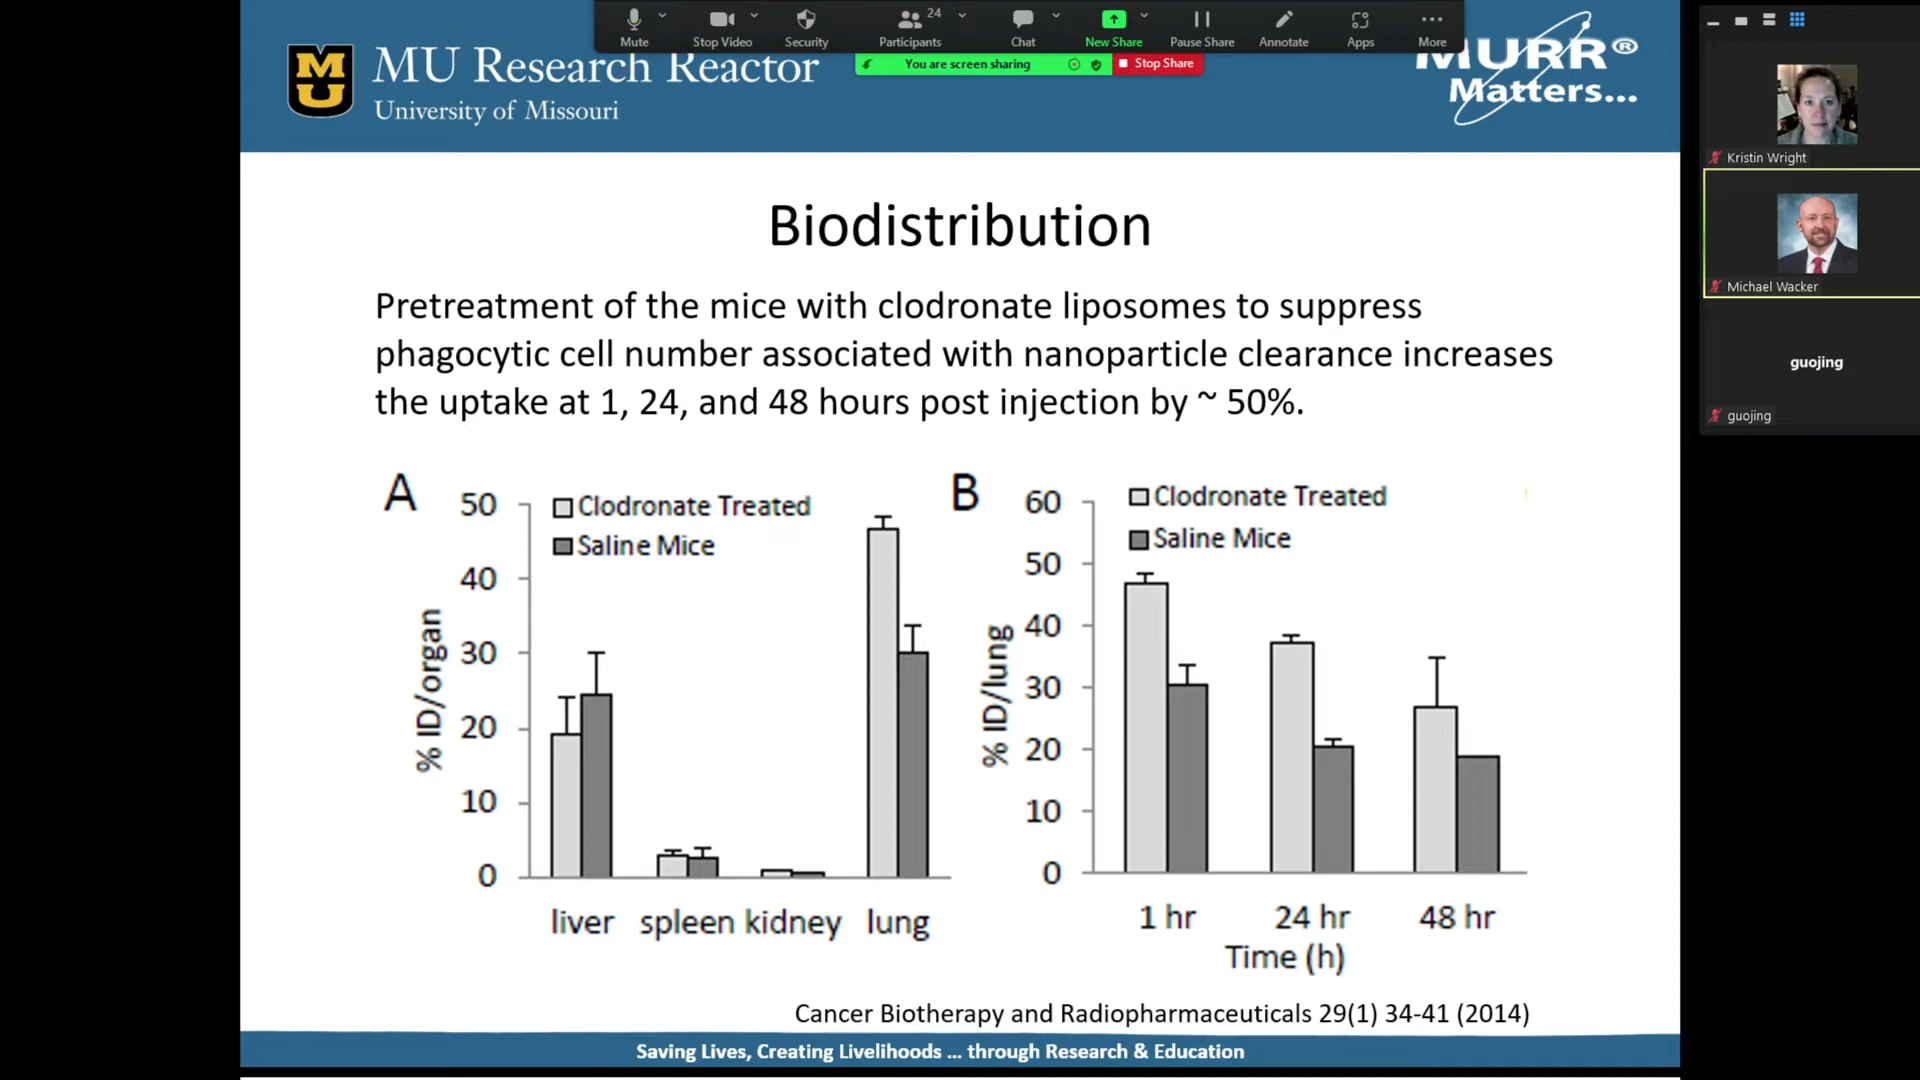 Mute
Stop Video
Security
Participants
24
Chat
New Share
Pause Share
Annotate
Apps
More
You are screen sharing
Stop Share
MU
MU Research Reactor
University of Missouri
MURR®
Matters...
Kristin Wright
Michael Wacker
guojing
guojing
Biodistribution
Pretreatment of the mice with clodronate liposomes to suppress
phagocytic cell number associated with nanoparticle clearance increases
the uptake at 1, 24, and 48 hours post injection by ~ 50%.
A
Clodronate Treated
Saline Mice
% ID/organ
50
40
30
20
10
0
liver spleen kidney lung
B
Clodronate Treated
Saline Mice
% ID/lung
60
50
40
30
20
10
0
1 hr 24 hr 48 hr
Time (h)
Cancer Biotherapy and Radiopharmaceuticals 29(1) 34-41 (2014)
Saving Lives, Creating Livelihoods ... through Research & Education